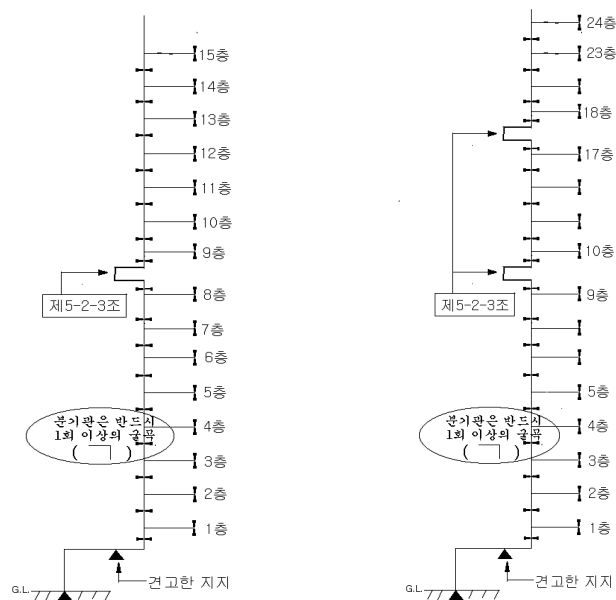 15층
14층
13층
12층
11층
10층
9층
제5-2-3조
8층
7층
6층
5층
분기관은 반드시
1회 이상의 굴곡
( )
4층
3층
2층
1층
G.L.
견고한 지지
24층
23층
18층
17층
10층
제5-2-3조
9층
5층
분기관은 반드시
1회 이상의 굴곡
( )
4층
3층
2층
1층
G.L.
견고한 지지